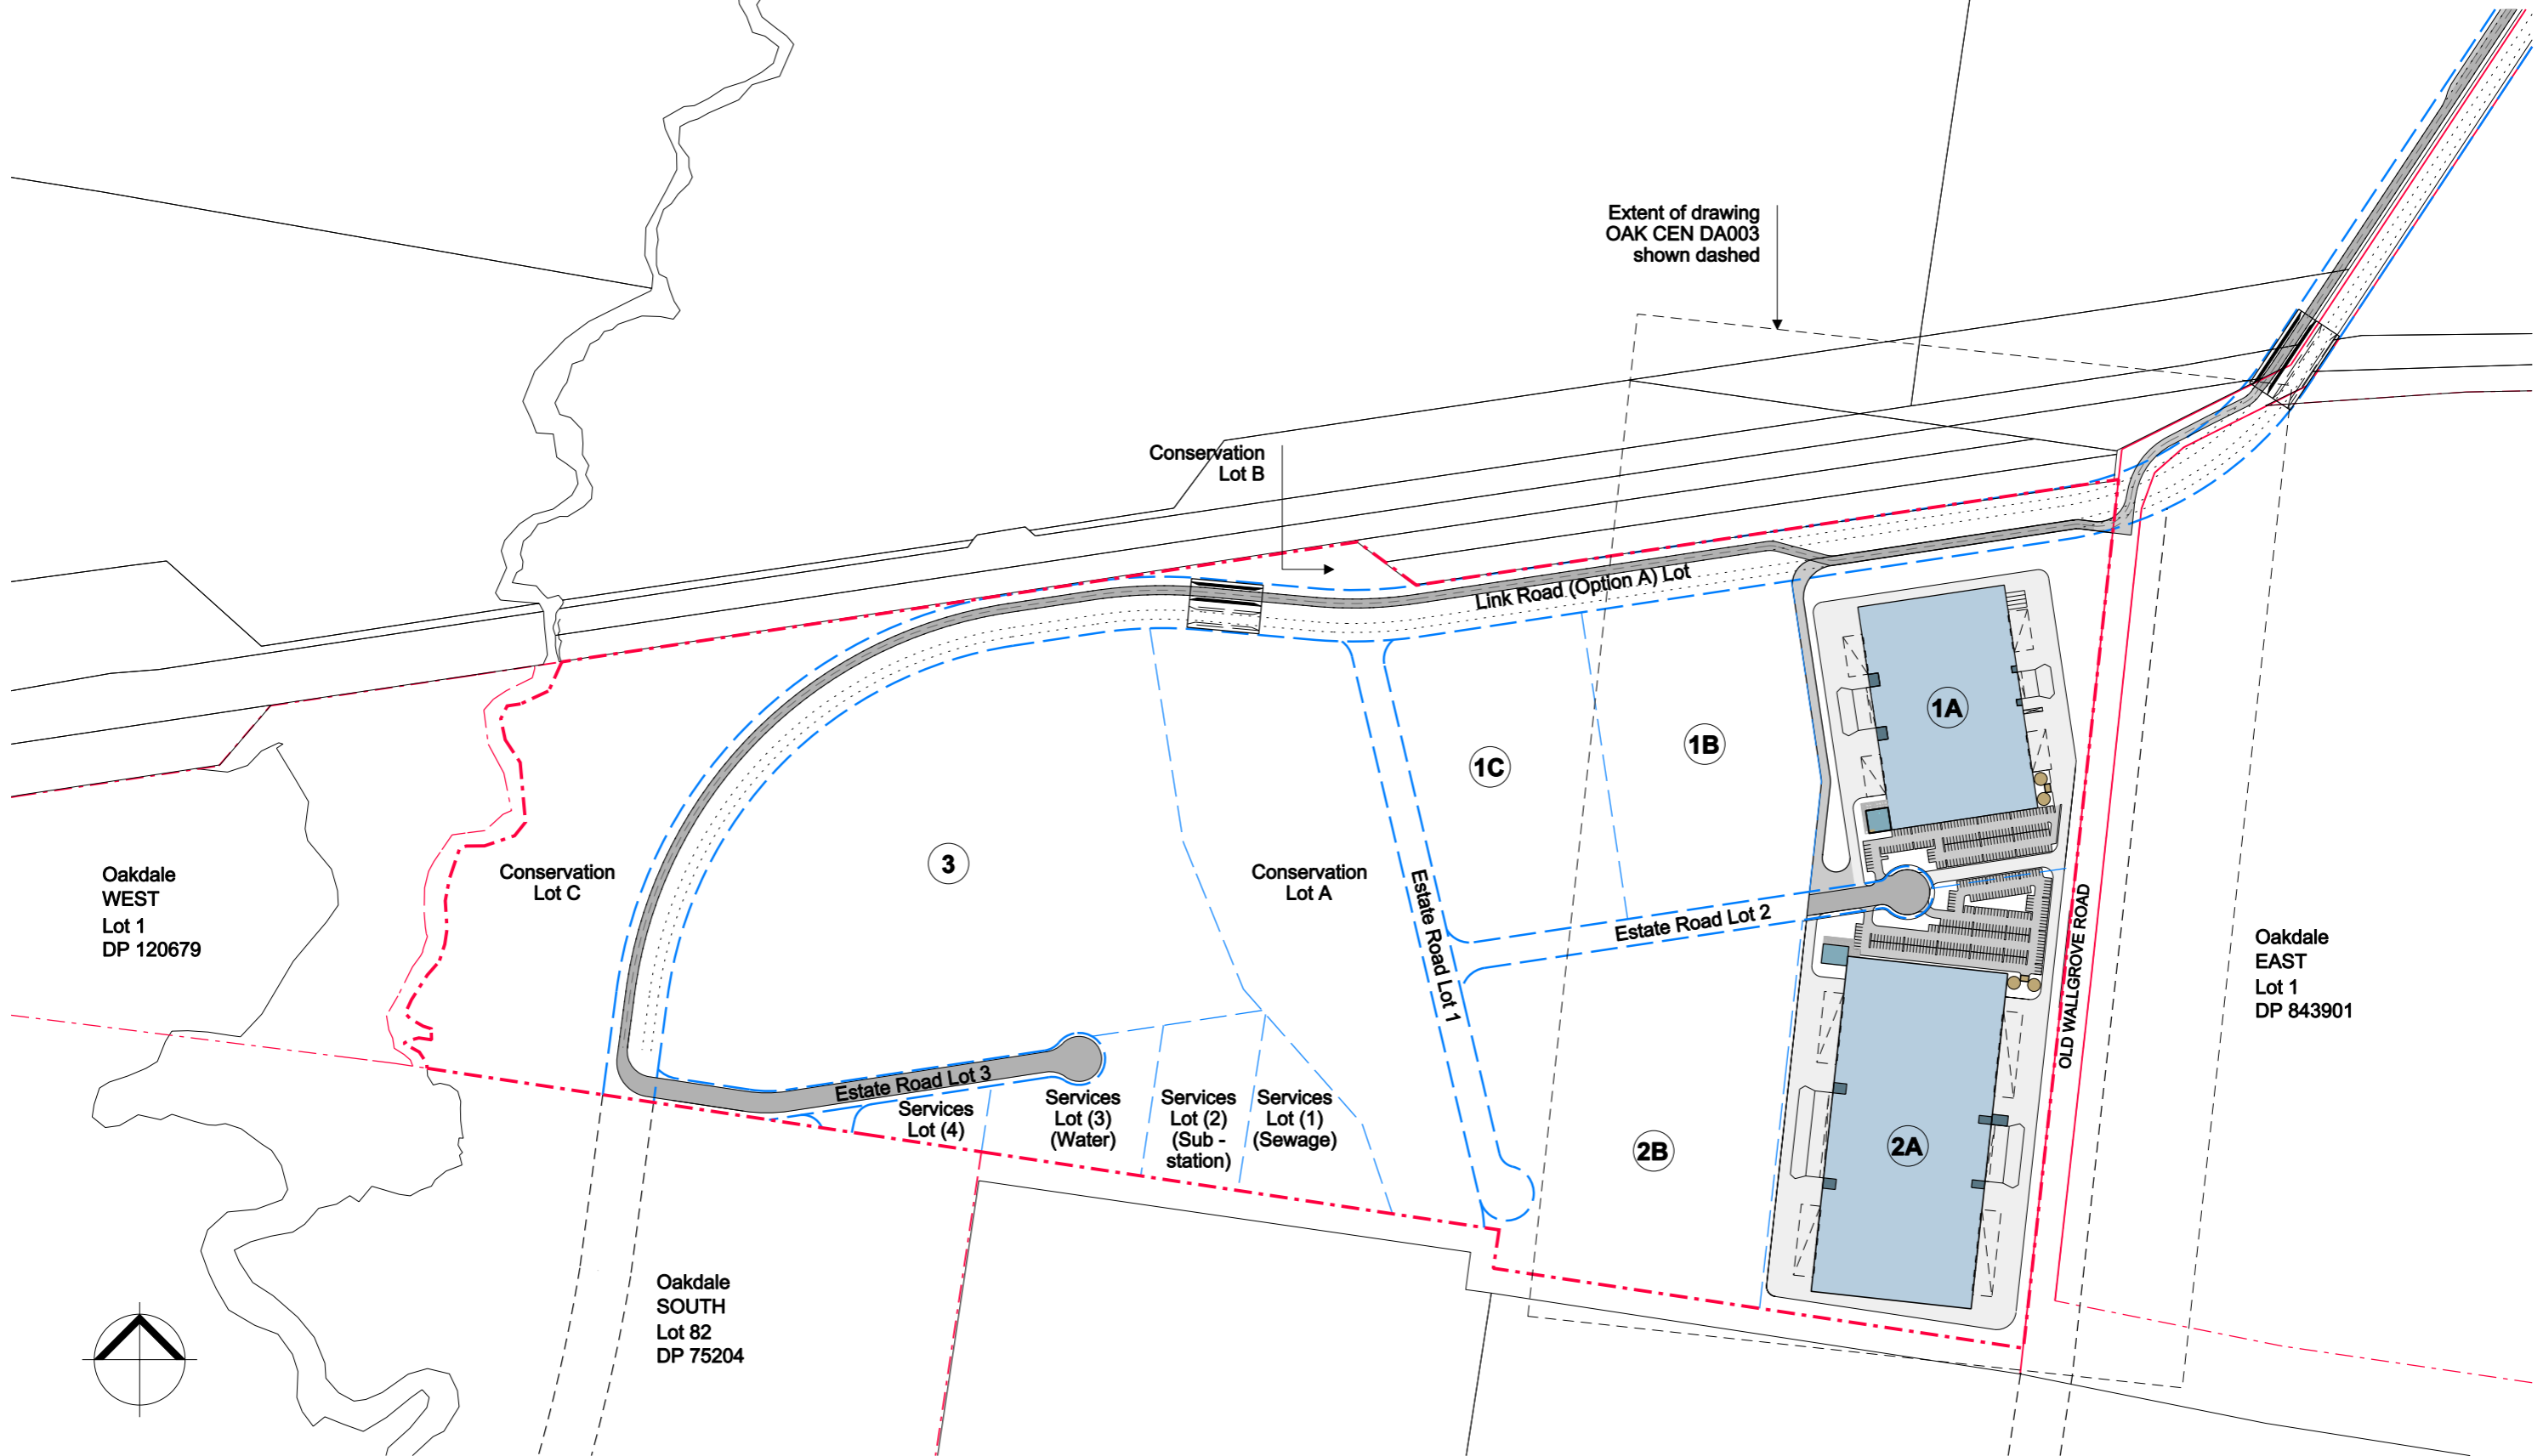 Extent of drawing
OAK CEN DA003
shown dashed
Conservation
Lot B
Link Road (Option A) Lot
1A
1B
1C
3
Conservation
Lot C
Conservation
Lot A
Oakdale
WEST
Lot 1
DP 120679
Estate Road Lot 1
Estate Road Lot 2
OLD WALLGROVE ROAD
Oakdale
EAST
Lot 1
DP 843901
Estate Road Lot 3
Services
Lot (4)
Services
Lot (3)
(Water)
Services
Lot (2)
(Sub -
station)
Services
Lot (1)
(Sewage)
2B
2A
Oakdale
SOUTH
Lot 82
DP 75204